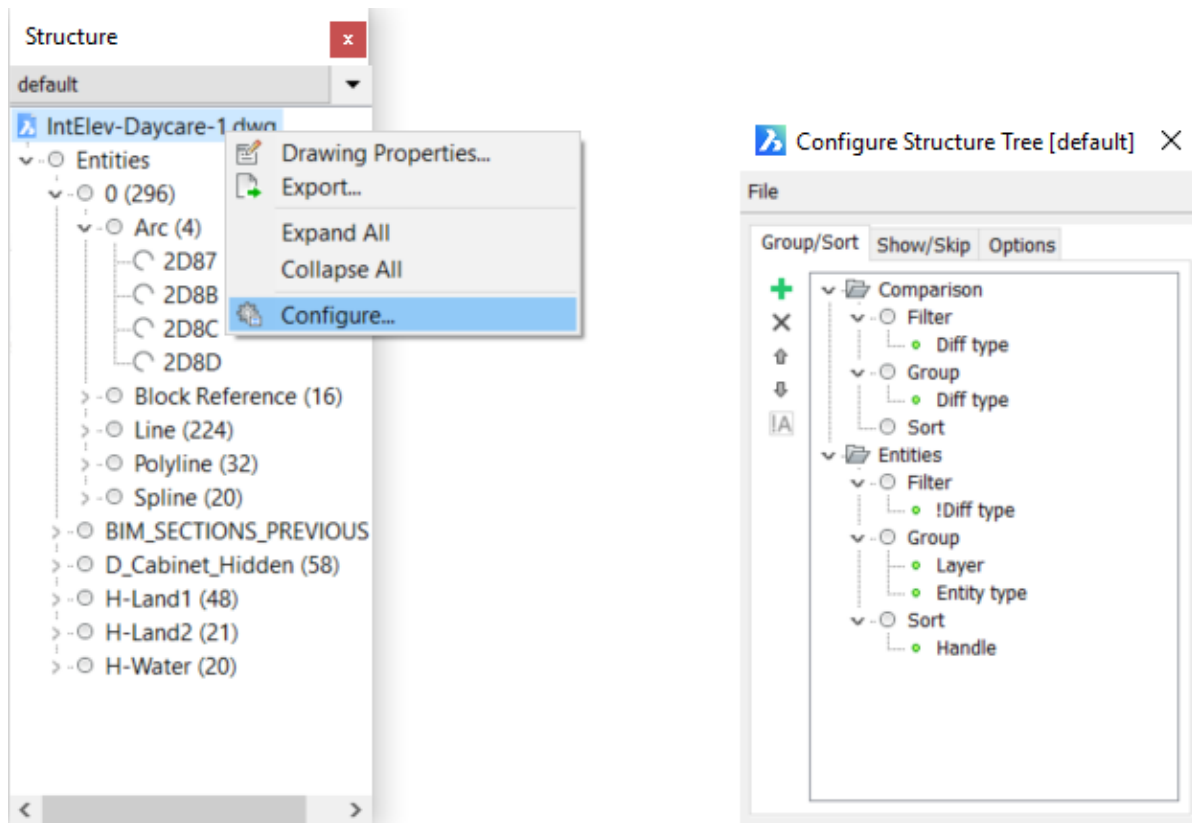 Structure
x
default
IntElev-Daycare-1.dwg
Entities
0 (296)
Arc (4)
2D87
2D8B
2D8C
2D8D
Block Reference (16)
Line (224)
Polyline (32)
Spline (20)
BIM_SECTIONS_PREVIOUS
D_Cabinet_Hidden (58)
H-Land1 (48)
H-Land2 (21)
H-Water (20)
Drawing Properties...
Export...
Expand All
Collapse All
Configure...
Configure Structure Tree [default]
File
Group/Sort Show/Skip Options
!A
Comparison
Filter
Diff type
Group
Diff type
Sort
Entities
Filter
!Diff type
Group
Layer
Entity type
Sort
Handle